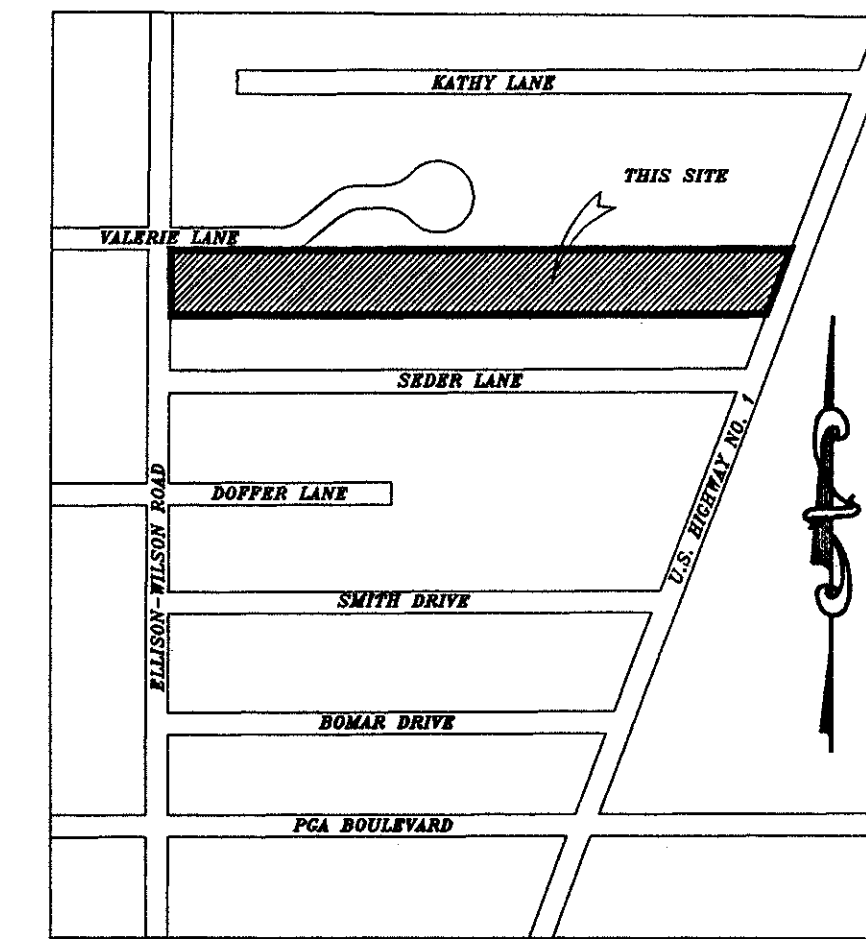 KATHY LANE
THIS SITE
VALERIE LANE
SEDER LANE
U.S. HIGHWAY NO. 1
DOFFER LANE
ELLISON-WILSON ROAD
SMITH DRIVE
BOMAR DRIVE
PGA BOULEVARD